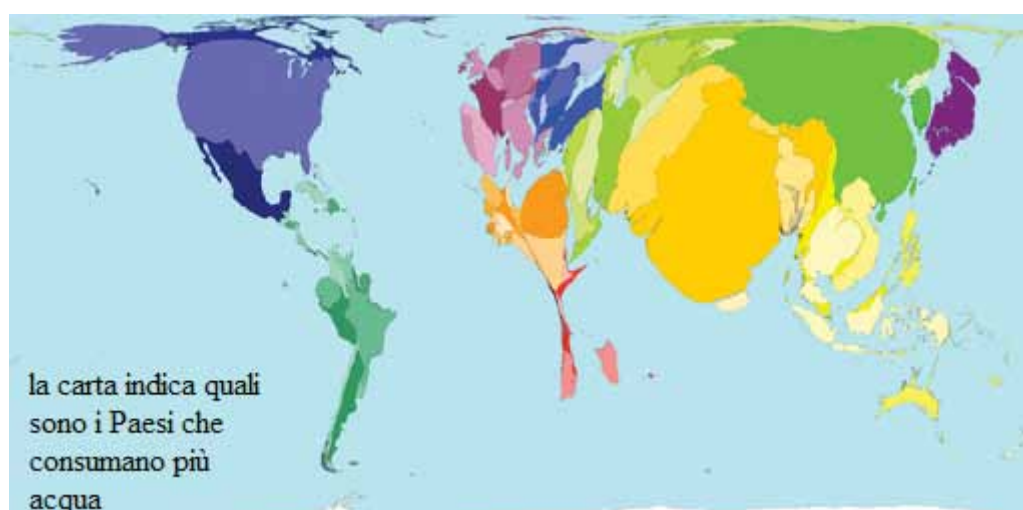 la carta indica quali
sono i Paesi che
consumano più
acqua